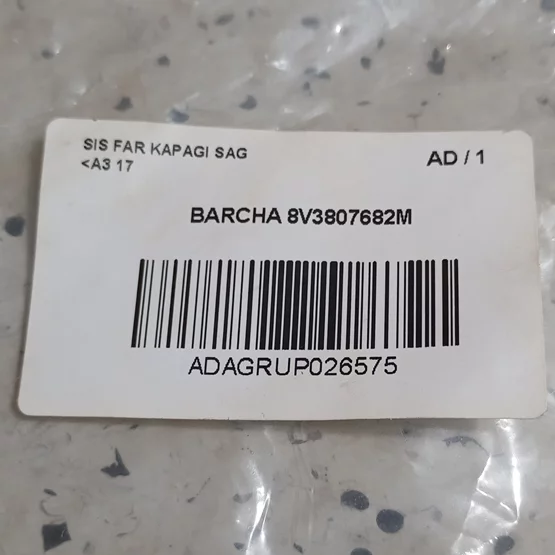 SIS FAR KAPAGI SAG
<A3 17
AD / 1
BARCHA 8V3807682M
ADAGRUP026575